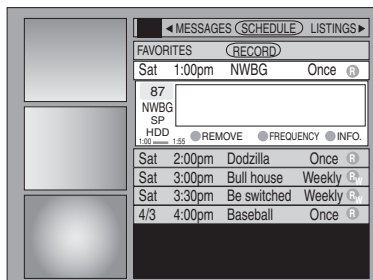 ◀ MESSAGES SCHEDULE LISTINGS ▶
FAVORITES RECORD
Sat 1:00pm NWBG Once R
87
NWBG
SP
HDD
1:00 1:55 REMOVE FREQUENCY INFO.
Sat 2:00pm Dodzilla Once R
Sat 3:00pm Bull house Weekly RW
Sat 3:30pm Be switched Weekly RW
4/3 4:00pm Baseball Once R